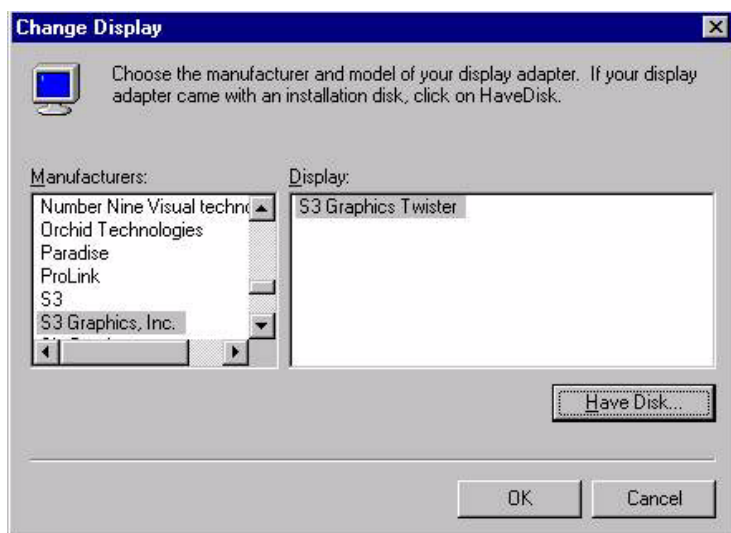 Change Display
Choose the manufacturer and model of your display adapter. If your display
adapter came with an installation disk, click on HaveDisk.
Manufacturers:
Number Nine Visual techno
Orchid Technologies
Paradise
ProLink
S3
S3 Graphics, Inc.
Display:
S3 Graphics Twister
Have Disk...
OK
Cancel